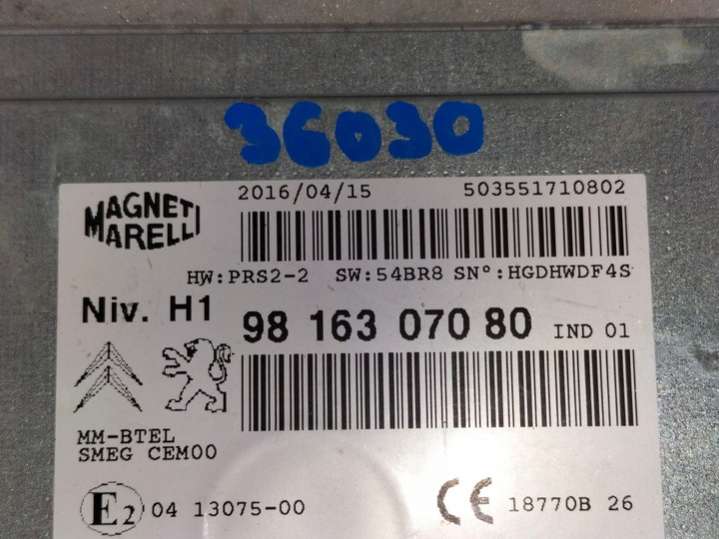 36030
MAGNETI MARELLI
2016/04/15 503551710802
HW:PRS2-2 SW:54BR8 SN°:HGDHWDF4S
Niv. H1 98 163 070 80 IND 01
MM-BTEL
SMEG CEM00
E2 04 13075-00 CE 18770B 26